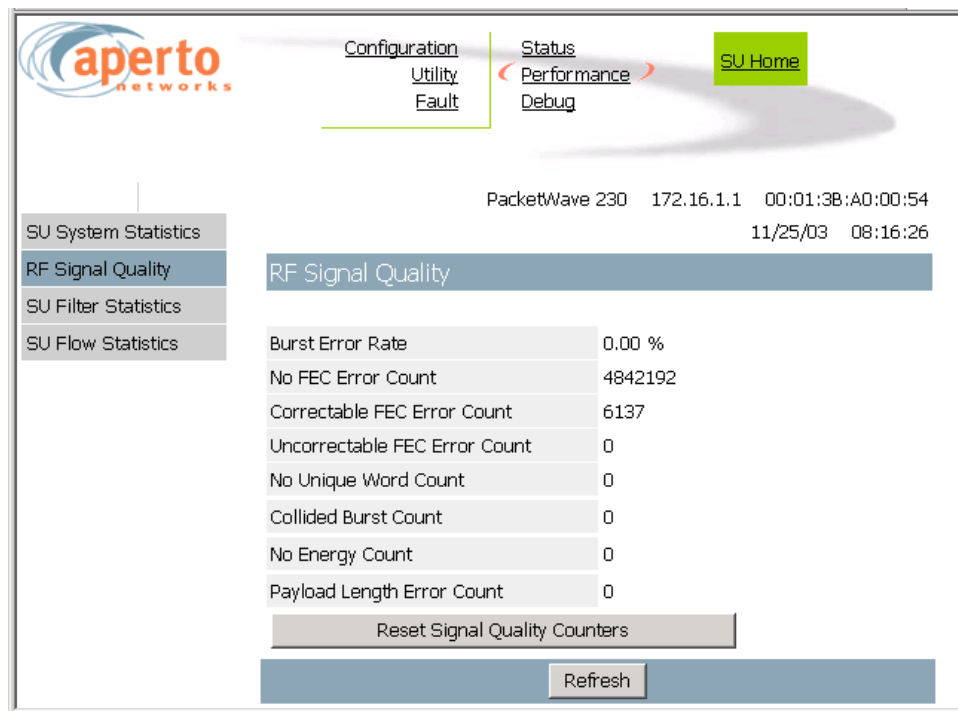 aperto
networks
Configuration
Utility
Fault
Status
Performance
Debug
SU Home
PacketWave 230 172.16.1.1 00:01:3B:A0:00:54
11/25/03 08:16:26
SU System Statistics
RF Signal Quality
SU Filter Statistics
SU Flow Statistics
RF Signal Quality
Burst Error Rate 0.00 %
No FEC Error Count 4842192
Correctable FEC Error Count 6137
Uncorrectable FEC Error Count 0
No Unique Word Count 0
Collided Burst Count 0
No Energy Count 0
Payload Length Error Count 0
Reset Signal Quality Counters
Refresh